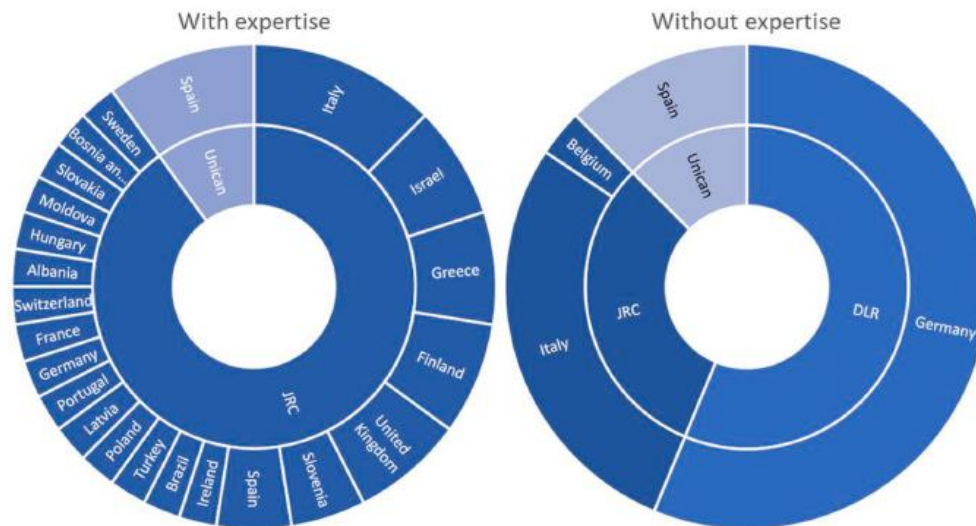 With expertise
Spain
Italy
Israel
Greece
Finland
United
Kingdom
Slovenia
Spain
Ireland
Brazil
Turkey
Poland
Latvia
Portugal
Germany
France
Switzerland
Albania
Hungary
Moldova
Slovakia
Bosnia an...
Sweden
Unican
JRC
Without expertise
Spain
Germany
Italy
Belgium
Unican
DLR
JRC